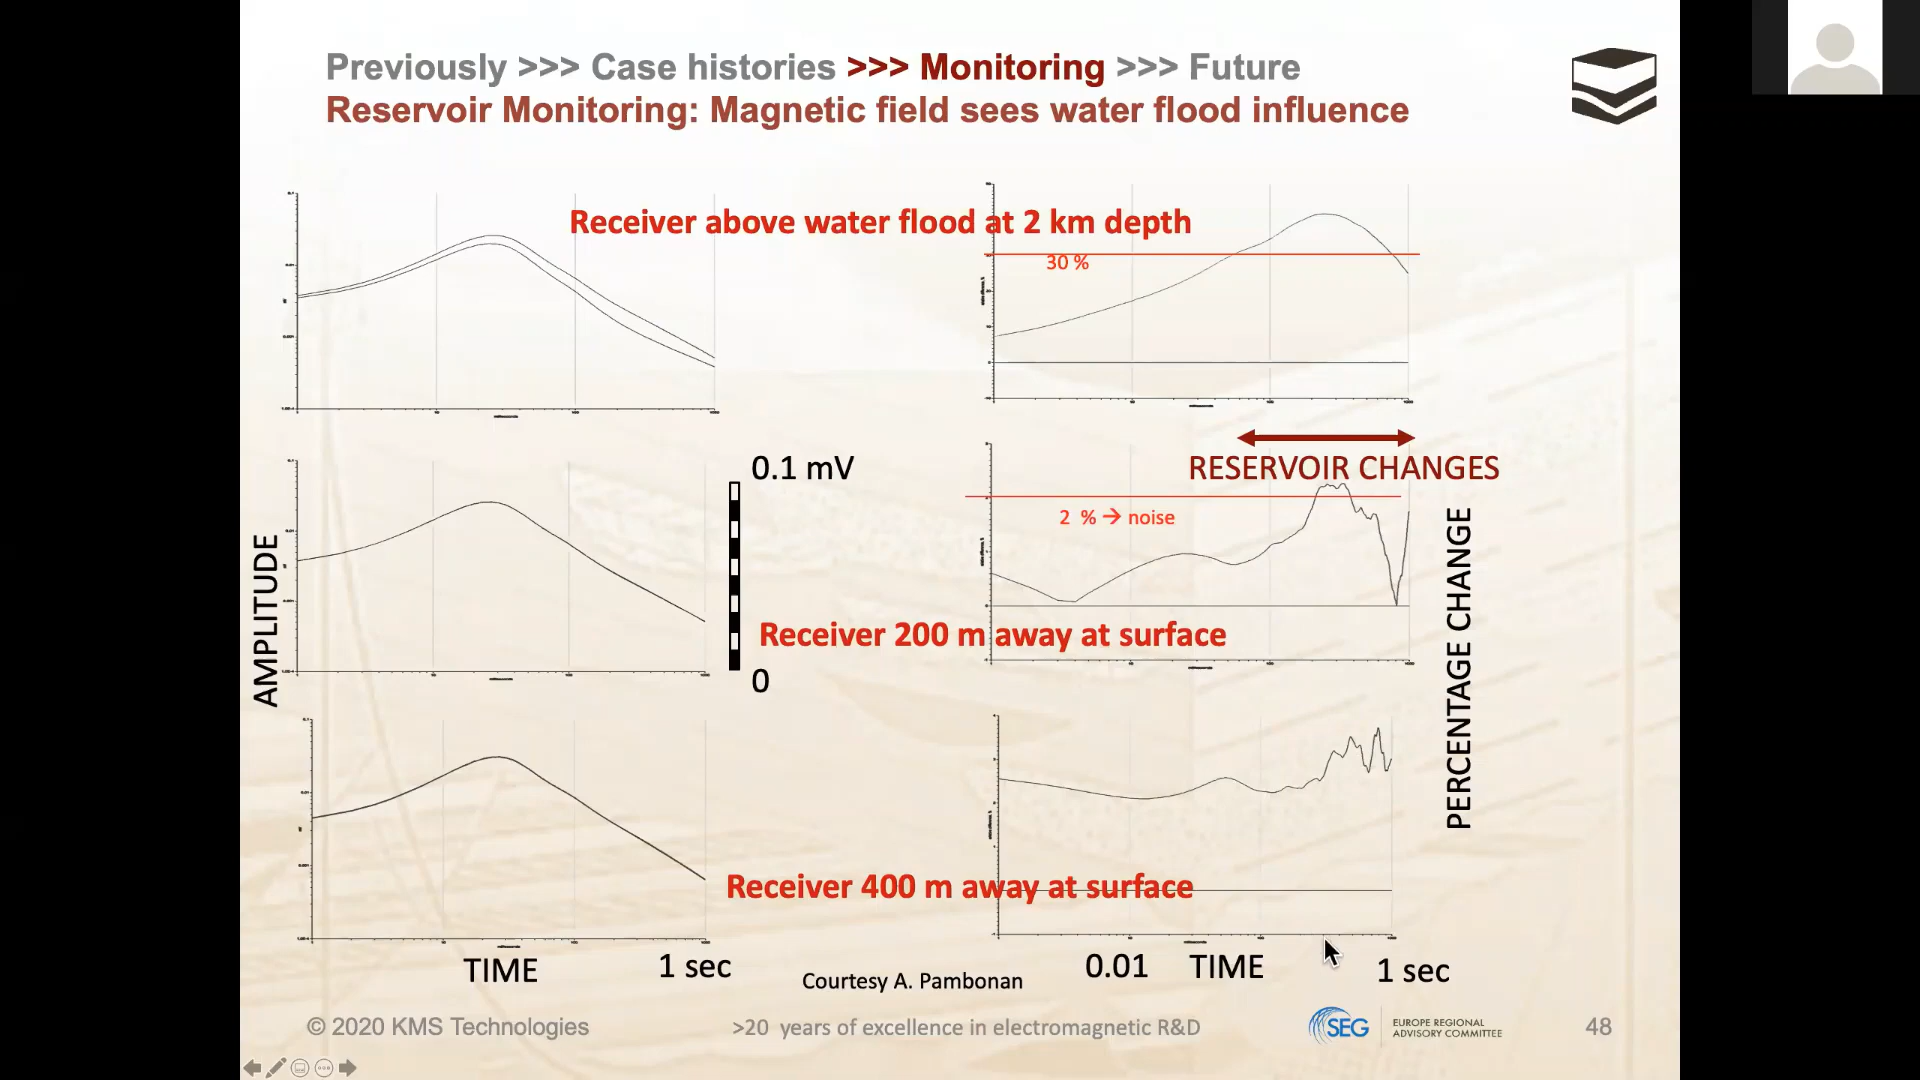 Previously >>> Case histories >>> Monitoring >>> Future
Reservoir Monitoring: Magnetic field sees water flood influence
Receiver above water flood at 2 km depth
30 %
RESERVOIR CHANGES
0.1 mV
2 % → noise
AMPLITUDE
PERCENTAGE CHANGE
Receiver 200 m away at surface
0
Receiver 400 m away at surface
TIME
1 sec
Courtesy A. Pambonan
0.01
TIME
1 sec
© 2020 KMS Technologies
>20 years of excellence in electromagnetic R&D
SEG
EUROPE REGIONAL
ADVISORY COMMITTEE
48